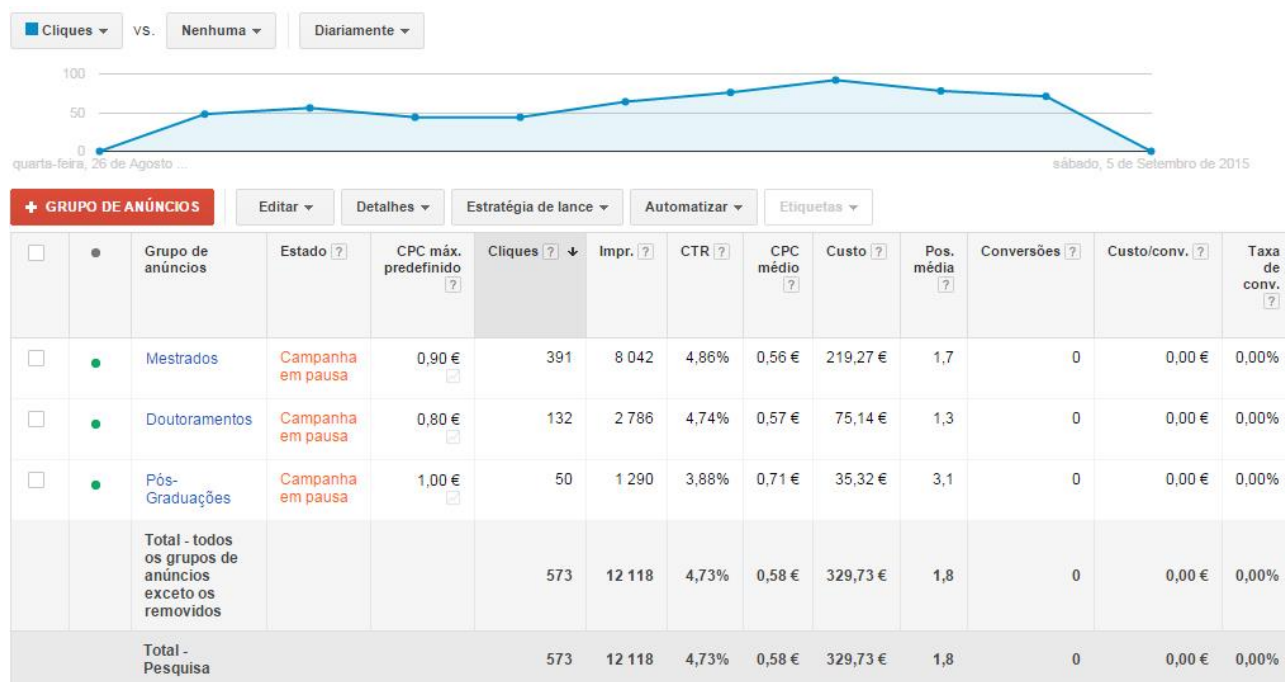 Cliques vs. Nenhuma Diariamente
100
50
0
quarta-feira, 26 de Agosto ... sábado, 5 de Setembro de 2015
+ GRUPO DE ANÚNCIOS Editar Detalhes Estratégia de lance Automatizar Etiquetas
Grupo de anúncios Estado ? CPC máx. predefinido ? Cliques ? Impr. ? CTR ? CPC médio ? Custo ? Pos. média ? Conversões ? Custo/conv. ? Taxa de conv. ?
Mestrados Campanha em pausa 0,90 € 391 8 042 4,86% 0,56 € 219,27 € 1,7 0 0,00 € 0,00%
Doutoramentos Campanha em pausa 0,80 € 132 2 786 4,74% 0,57 € 75,14 € 1,3 0 0,00 € 0,00%
Pós-Graduações Campanha em pausa 1,00 € 50 1 290 3,88% 0,71 € 35,32 € 3,1 0 0,00 € 0,00%
Total - todos os grupos de anúncios exceto os removidos 573 12 118 4,73% 0,58 € 329,73 € 1,8 0 0,00 € 0,00%
Total - Pesquisa 573 12 118 4,73% 0,58 € 329,73 € 1,8 0 0,00 € 0,00%